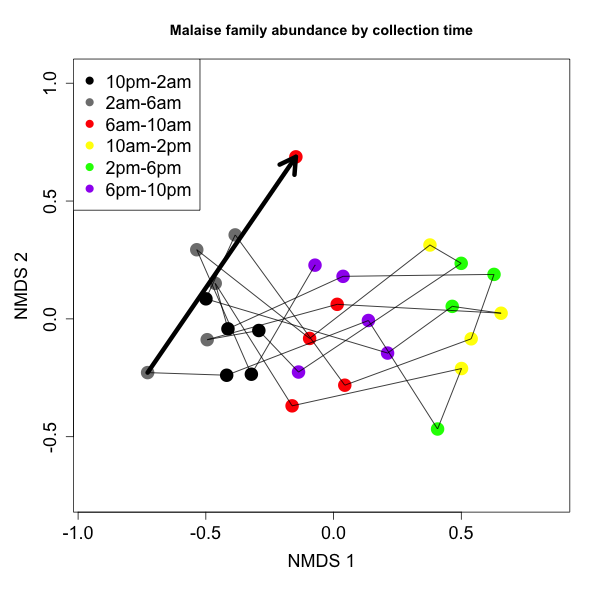 Malaise family abundance by collection time
10pm-2am
2am-6am
6am-10am
10am-2pm
2pm-6pm
6pm-10pm
1.0
0.5
0.0
-0.5
NMDS 2
-1.0 -0.5 0.0 0.5
NMDS 1